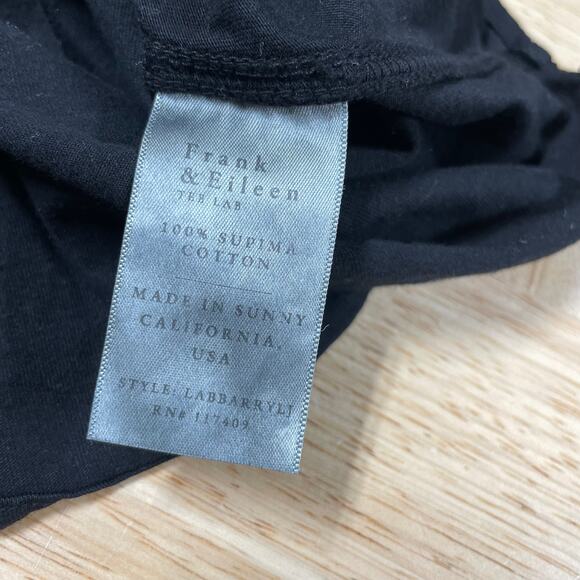 Frank
& Eileen
TEE LAB
100% SUPIMA
COTTON
MADE IN SUNNY
CALIFORNIA,
USA
STYLE: LABBARRYLJ
RN# 117409